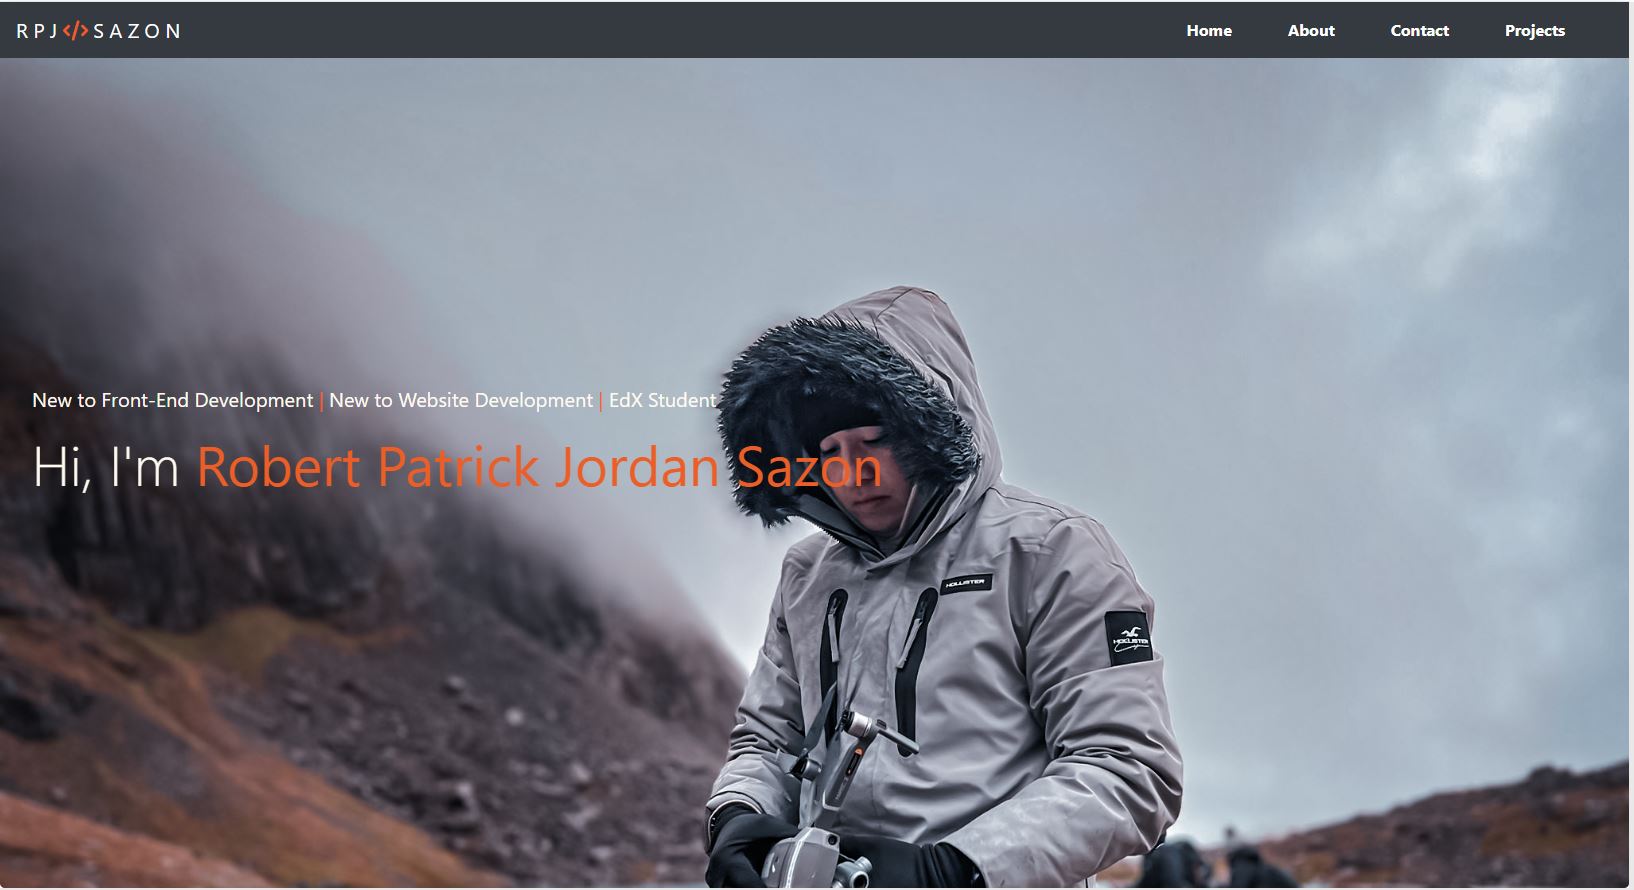 RPJ</>SAZON
Home About Contact Projects
New to Front-End Development | New to Website Development | EdX Student
Hi, I'm Robert Patrick Jordan Sazon
HOLLISTER
HOLLISTER